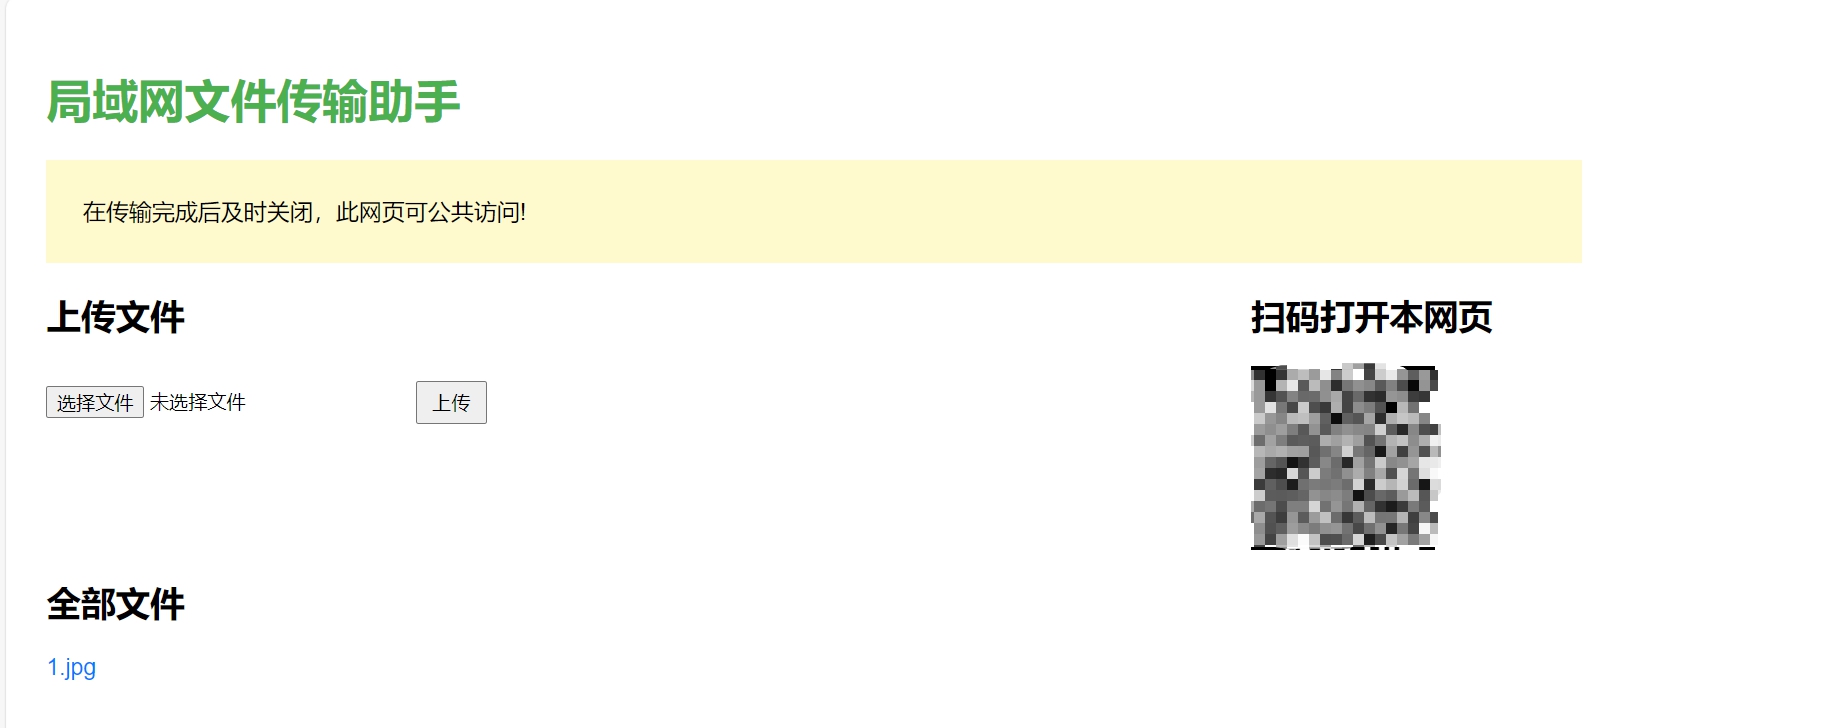 局域网文件传输助手
在传输完成后及时关闭，此网页可公共访问!
上传文件
扫码打开本网页
选择文件 未选择文件
上传
全部文件
1.jpg